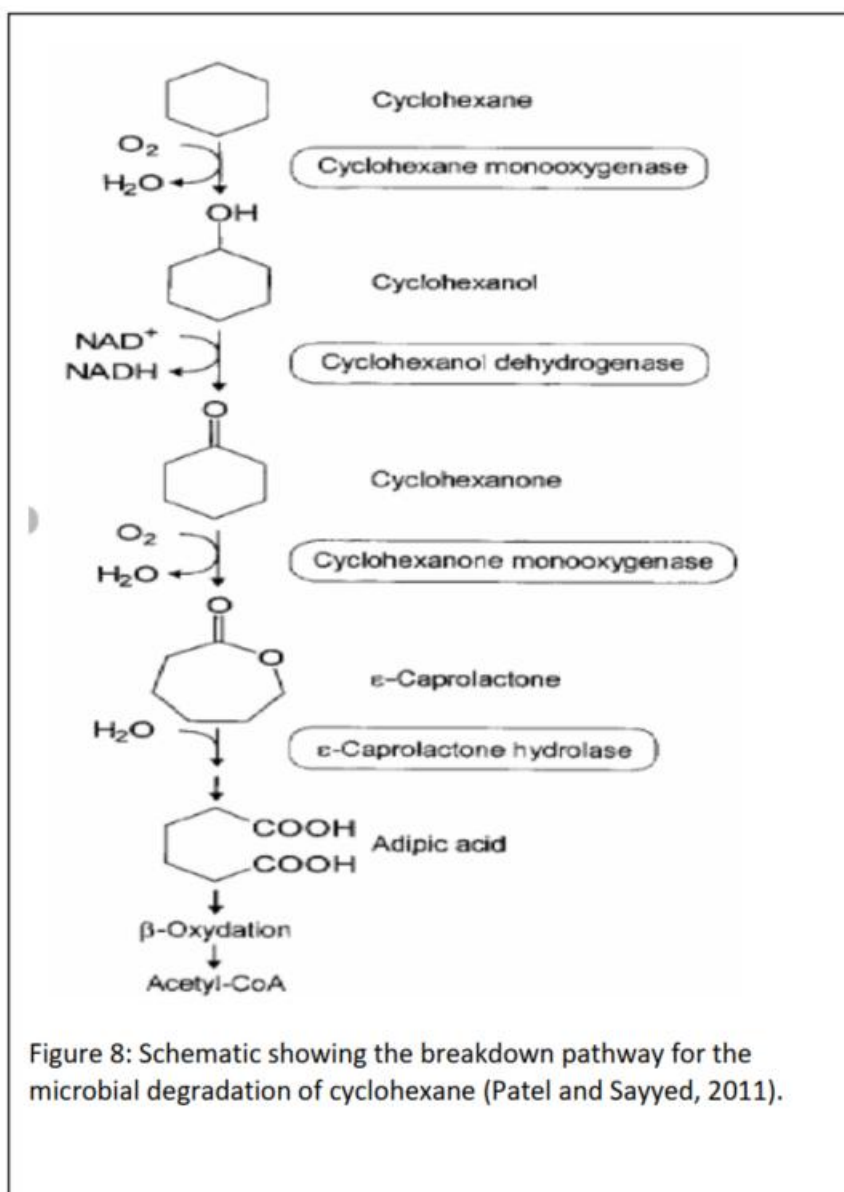 Cyclohexane
O₂
Cyclohexane monooxygenase
H₂O
OH
Cyclohexanol
NAD⁺
Cyclohexanol dehydrogenase
NADH
O
Cyclohexanone
O₂
Cyclohexanone monooxygenase
H₂O
O
O
ε-Caprolactone
H₂O
ε-Caprolactone hydrolase
COOH
Adipic acid
COOH
β-Oxydation
Acetyl-CoA
Figure 8: Schematic showing the breakdown pathway for the
microbial degradation of cyclohexane (Patel and Sayyed, 2011).